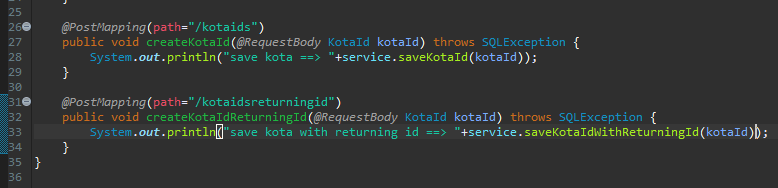 25
26 @PostMapping(path="/kotaids")
27 public void createKotaId(@RequestBody KotaId kotaId) throws SQLException {
28 System.out.println("save kota ==> "+service.saveKotaId(kotaId));
29 }
30
31 @PostMapping(path="/kotaidsreturningid")
32 public void createKotaIdReturningId(@RequestBody KotaId kotaId) throws SQLException {
33 System.out.println("save kota with returning id ==> "+service.saveKotaIdWithReturningId(kotaId));
34 }
35 }
36